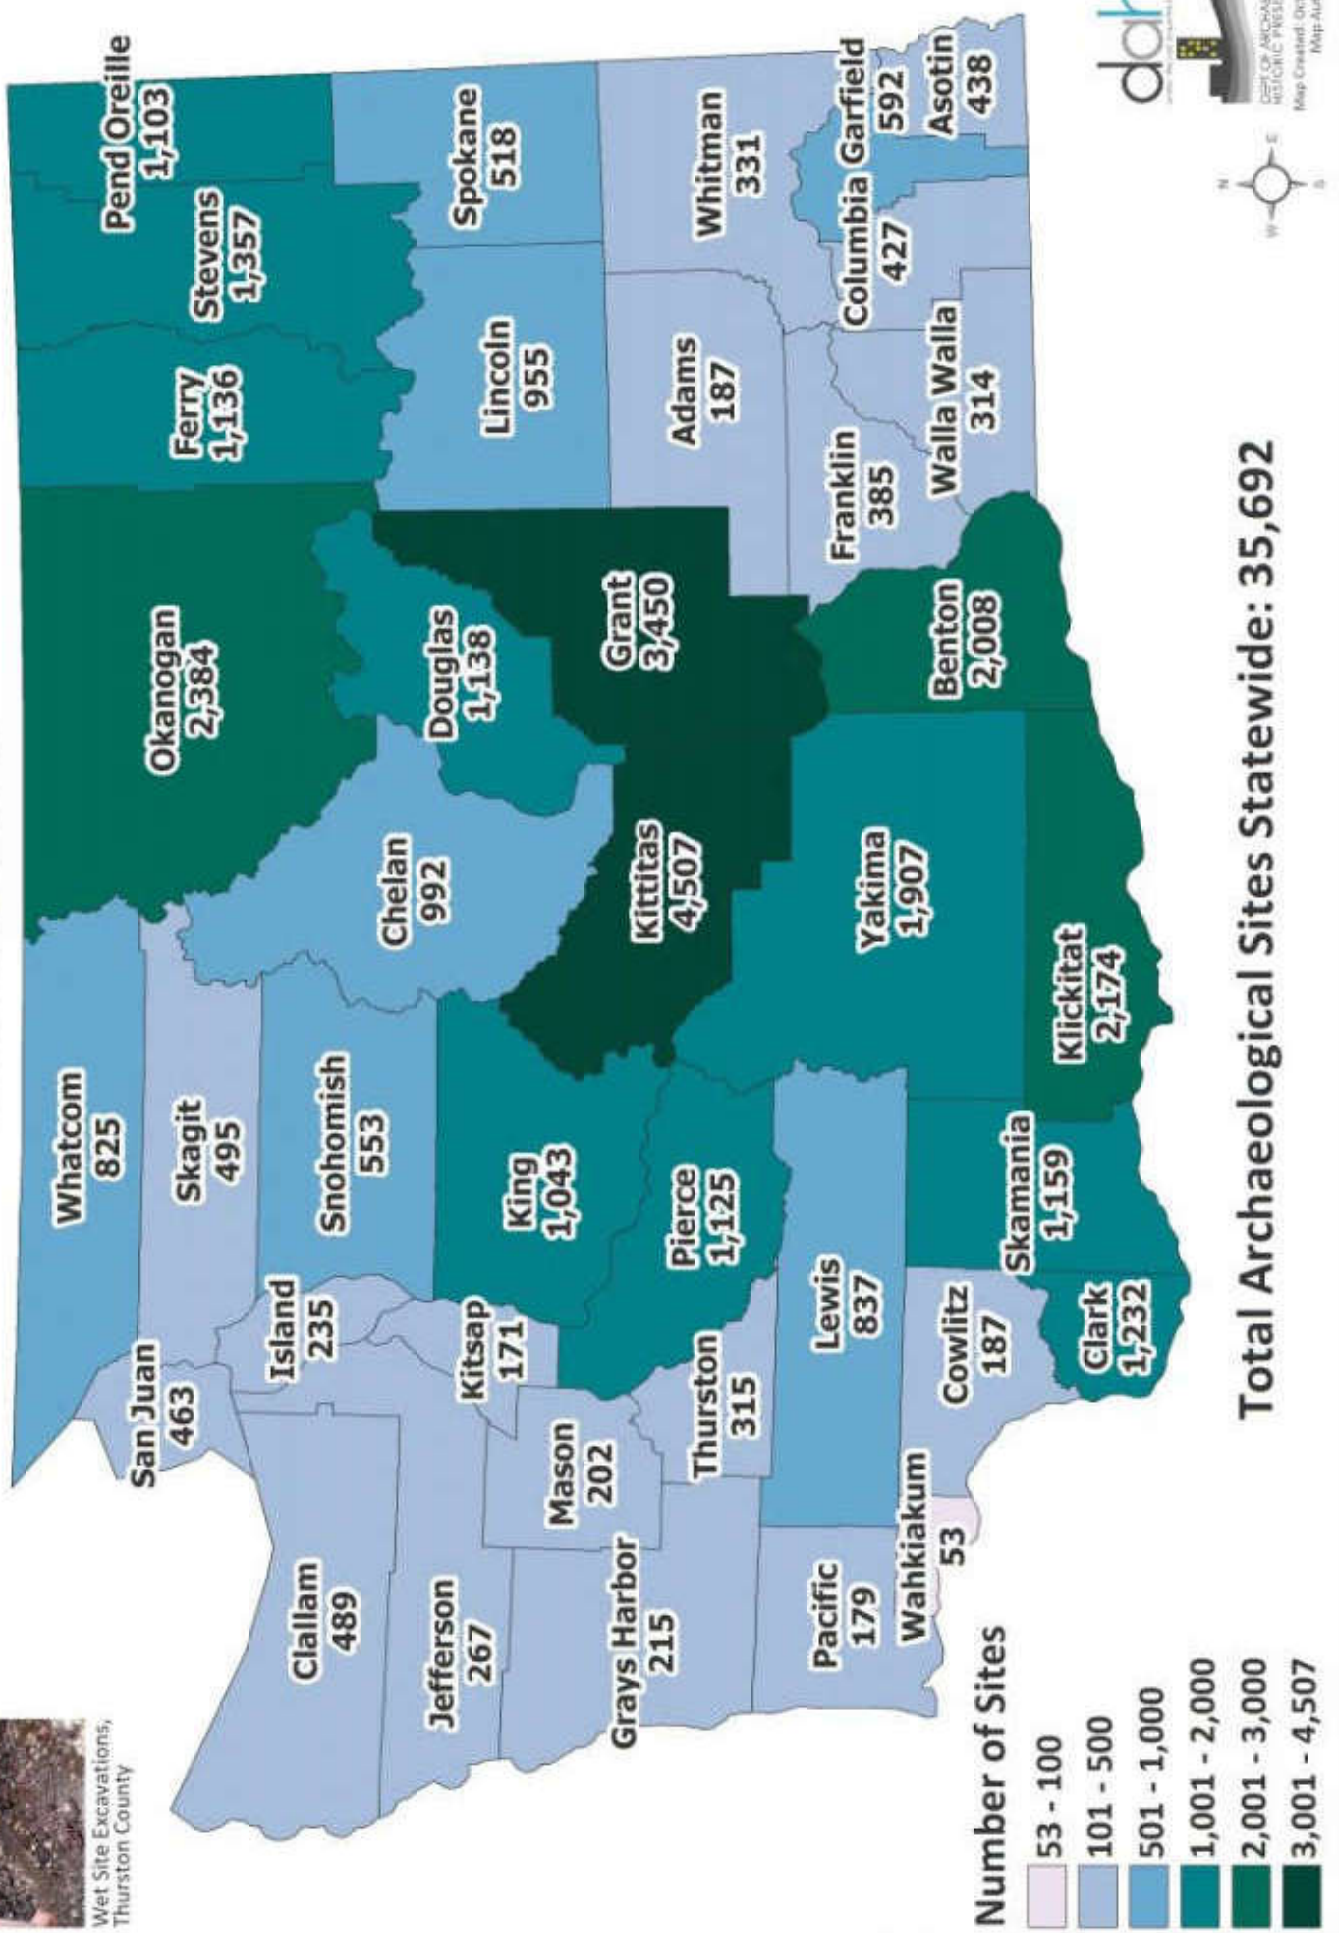 Wet Site Excavations,
Thurston County
Whatcom
825
Okanogan
2,384
Ferry
1,136
Stevens
1,357
Pend Oreille
1,103
San Juan
463
Skagit
495
Island
235
Snohomish
553
Chelan
992
Douglas
1,138
Lincoln
955
Spokane
518
Clallam
489
Jefferson
267
Kitsap
171
King
1,043
Mason
202
Grays Harbor
215
Kittitas
4,507
Grant
3,450
Adams
187
Whitman
331
Pierce
1,125
Thurston
315
Lewis
837
Pacific
179
Wahkiakum
53
Cowlitz
187
Yakima
1,907
Franklin
385
Columbia
427
Garfield
592
Benton
2,008
Walla Walla
314
Asotin
438
Skamania
1,159
Klickitat
2,174
Clark
1,232
Number of Sites
53 - 100
101 - 500
501 - 1,000
1,001 - 2,000
2,001 - 3,000
3,001 - 4,507
Total Archaeological Sites Statewide: 35,692
N
W
E
S
Map Created: